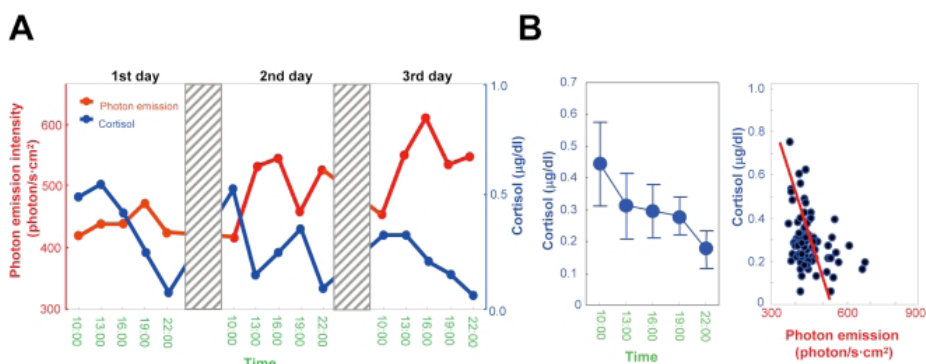 A
1st day
2nd day
3rd day
Photon emission
Cortisol
Photon emission intensity
(photon/s·cm²)
600
500
400
300
1.0
0.5
0.0
Cortisol (μg/dl)
10:00
13:00
16.00
19:00
22:00
10:00
13:00
16.00
19:00
22:00
10:00
13:00
16.00
19:00
22:00
Time
B
Cortisol (μg/dl)
0.7
0.6
0.5
0.4
0.3
0.2
0.1
0
10:00
13:00
16:00
19:00
22:00
Time
Cortisol (μg/dl)
1.0
0.8
0.6
0.4
0.2
0
300
600
900
Photon emission
(photon/s·cm²)